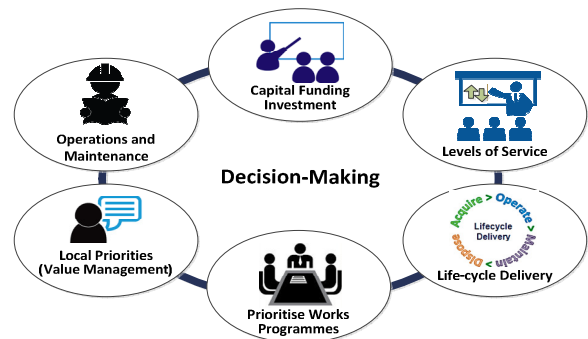 Capital Funding
Investment
Operations and
Maintenance
Levels of Service
Decision-Making
Local Priorities
(Value Management)
Acquire > Operate >
Maintain > Dispose
Lifecycle
Delivery
Life-cycle Delivery
Prioritise Works
Programmes